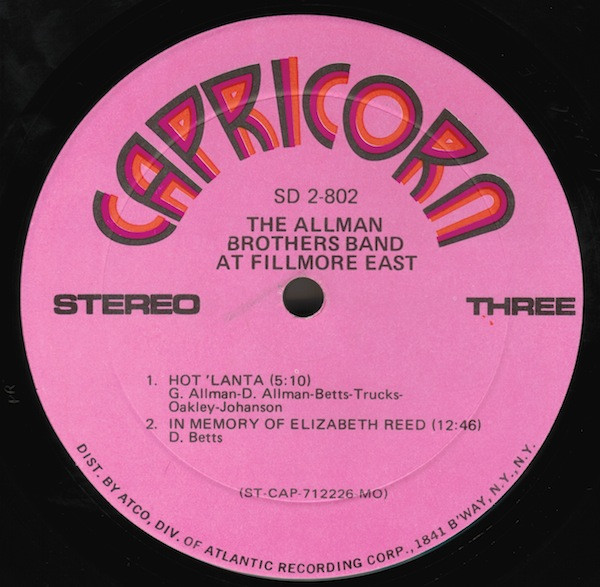 CAPRICORN
SD 2-802
THE ALLMAN
BROTHERS BAND
AT FILLMORE EAST
STEREO
THREE
1. HOT 'LANTA (5:10)
G. Allman-D. Allman-Betts-Trucks-
Oakley-Johanson
2. IN MEMORY OF ELIZABETH REED (12:46)
D. Betts
(ST-CAP-712226 MO)
DIST. BY ATCO, DIV. OF ATLANTIC RECORDING CORP., 1841 B'WAY, N.Y., N.Y.